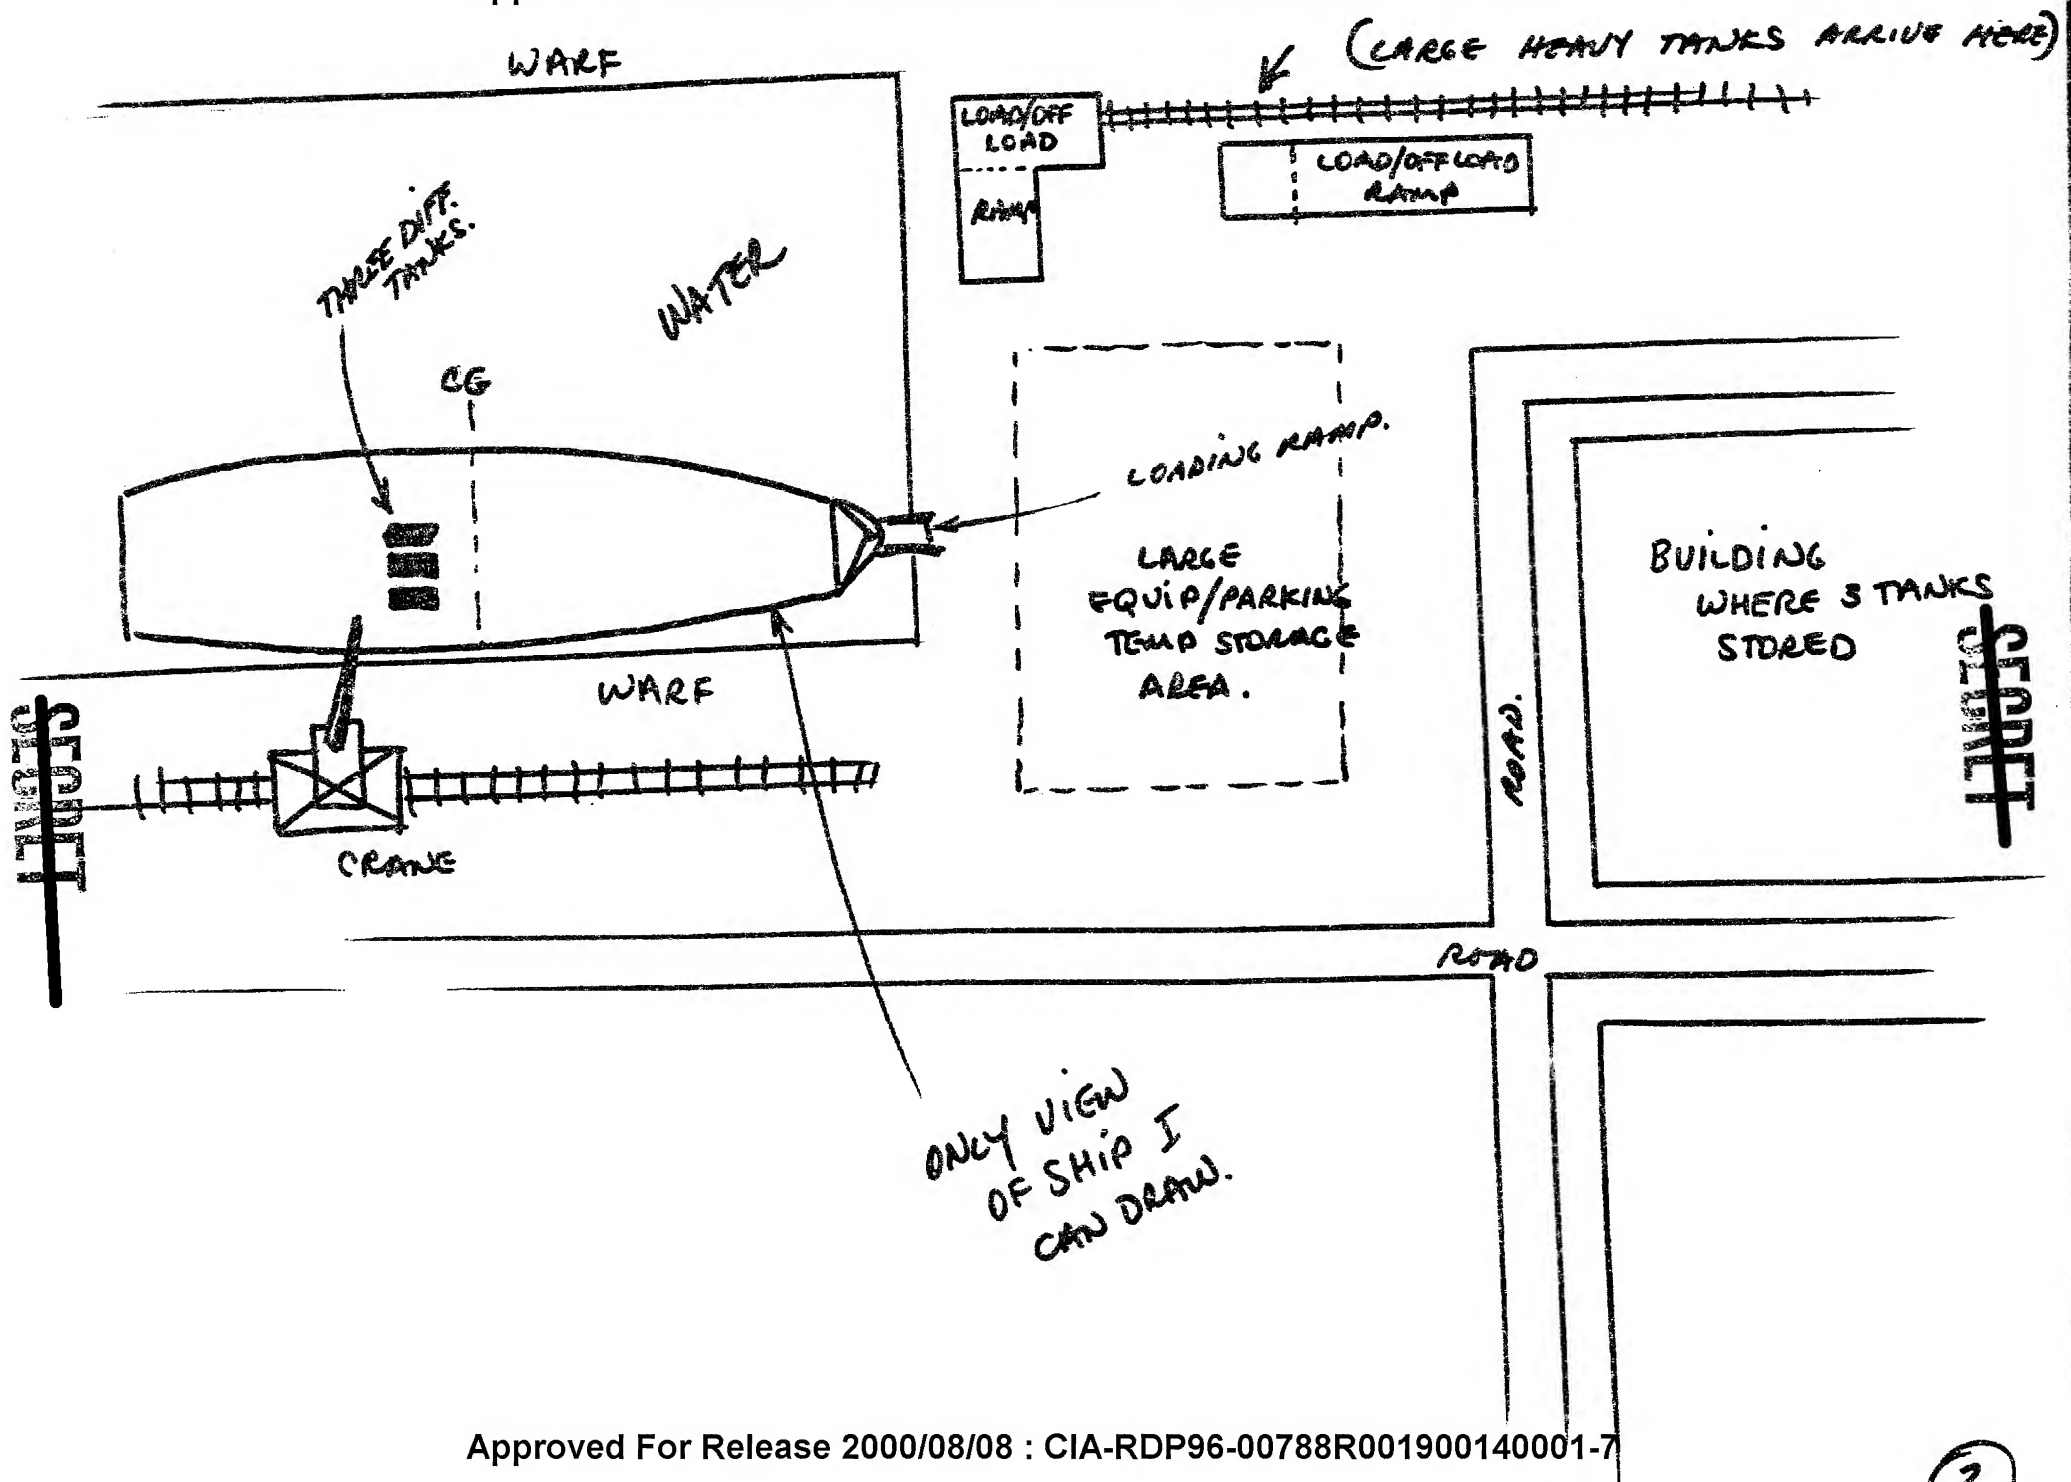 WARF
(LARGE HEAVY TANKS ARRIVE HERE)
LOAD/OFF
LOAD
RAMP
LOAD/OFFLOAD
RAMP
THREE DIFF.
TANKS.
WATER
CG
LOADING RAMP.
LARGE
EQUIP/PARKING
TEMP STORAGE
AREA.
BUILDING
WHERE 3 TANKS
STORED
SECRET
WARF
SECRET
ROAD.
CRANE
ROAD
ONLY VIEW
OF SHIP I
CAN DRAW.
Approved For Release 2000/08/08 : CIA-RDP96-00788R001900140001-7